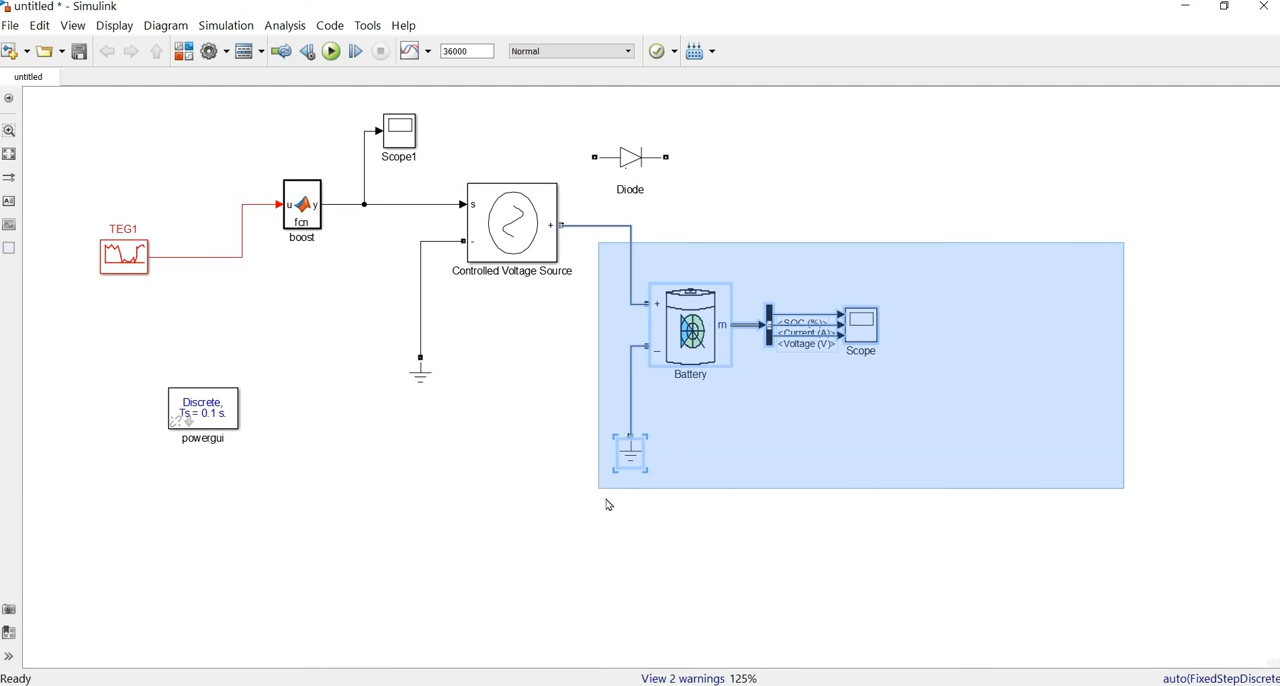 untitled * - Simulink
File Edit View Display Diagram Simulation Analysis Code Tools Help
36000 Normal
untitled
Scope1
Diode
u y
fcn
boost
s
+
-
Controlled Voltage Source
TEG1
+
m
<SOC (%)>
<Current (A)>
<Voltage (V)>
Scope
_
Battery
Discrete,
Ts = 0.1 s.
powergui
Ready View 2 warnings 125% auto(FixedStepDiscrete